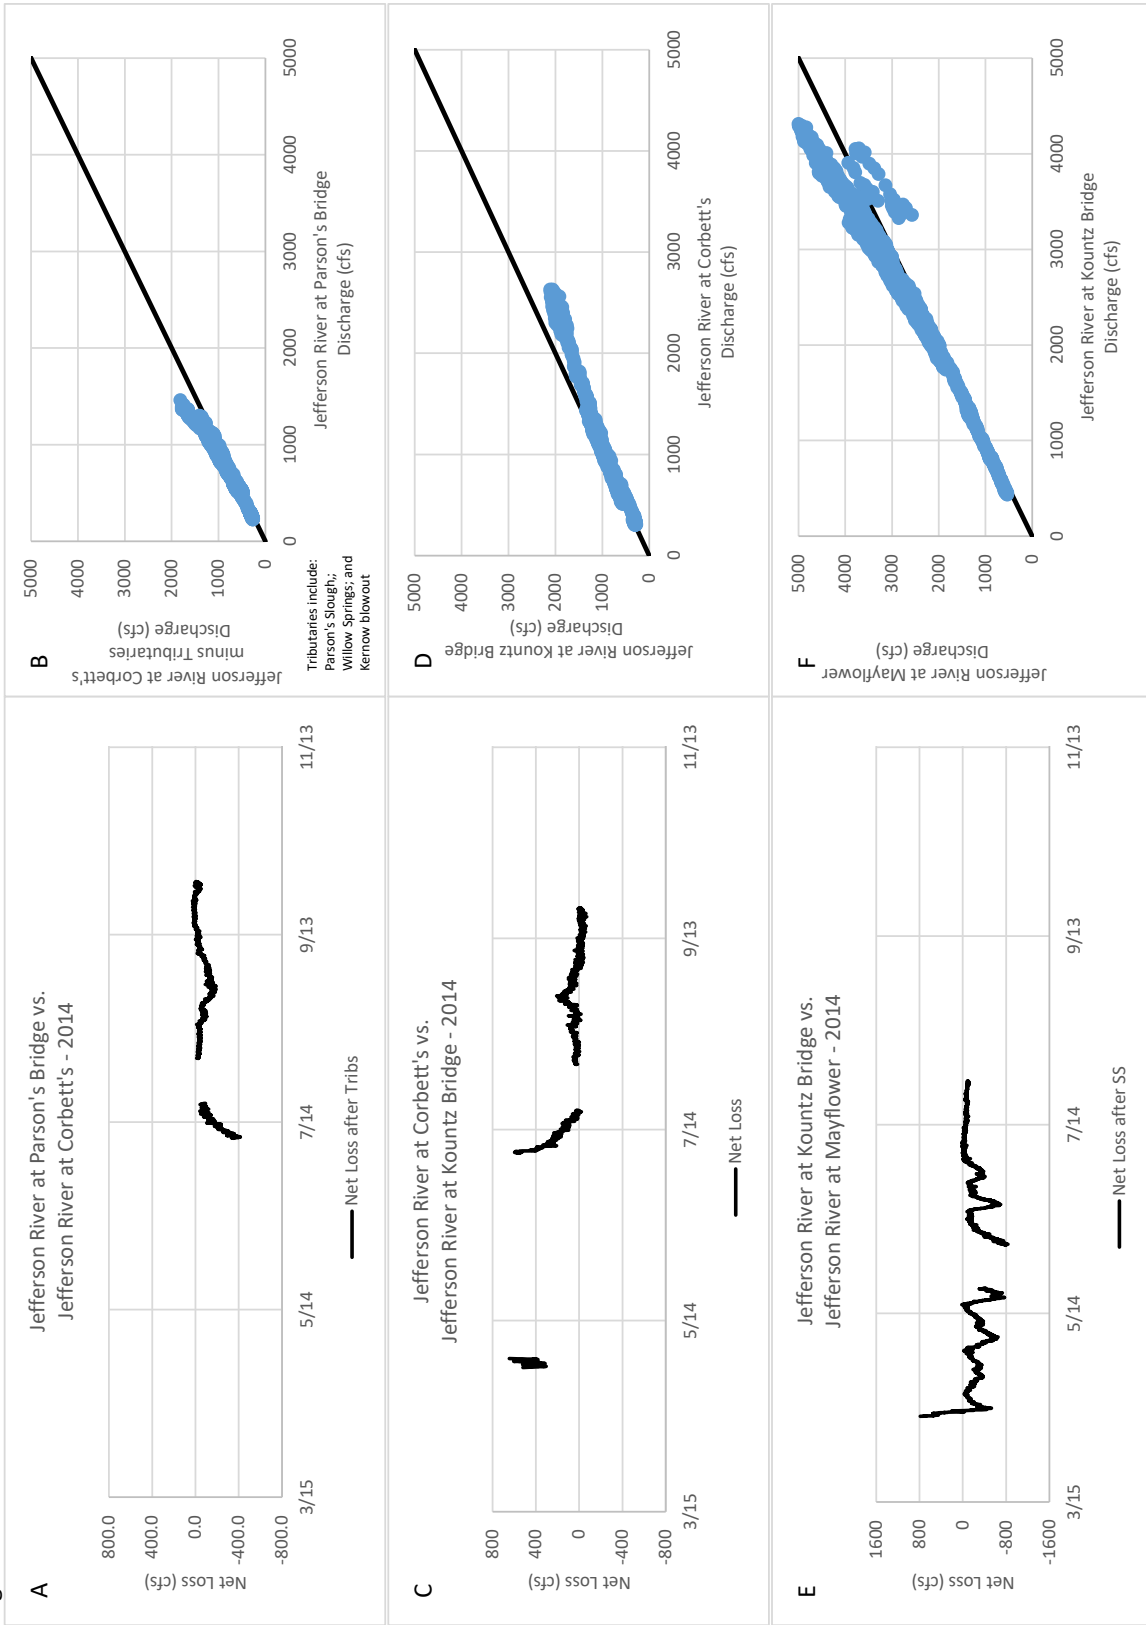 A
Jefferson River at Parson's Bridge vs.
Jefferson River at Corbett's - 2014
Net Loss (cfs)
800.0
400.0
0.0
-400.0
-800.0
3/15
5/14
7/14
9/13
11/13
Net Loss after Tribs
B
Jefferson River at Corbett's
minus Tributaries
Discharge (cfs)
5000
4000
3000
2000
1000
0
0
1000
2000
3000
4000
5000
Jefferson River at Parson's Bridge
Discharge (cfs)
Tributaries include:
Parson's Slough,;
Willow Springs; and
Kernow blowout
C
Jefferson River at Corbett's vs.
Jefferson River at Kountz Bridge - 2014
Net Loss (cfs)
800
400
0
-400
-800
3/15
5/14
7/14
9/13
11/13
Net Loss
D
Jefferson River at Kountz Bridge
Discharge (cfs)
5000
4000
3000
2000
1000
0
0
1000
2000
3000
4000
5000
Jefferson River at Corbett's
Discharge (cfs)
E
Jefferson River at Kountz Bridge vs.
Jefferson River at Mayflower - 2014
Net Loss (cfs)
1600
800
0
-800
-1600
3/15
5/14
7/14
9/13
11/13
Net Loss after SS
F
Jefferson River at Mayflower
Discharge (cfs)
5000
4000
3000
2000
1000
0
0
1000
2000
3000
4000
5000
Jefferson River at Kountz Bridge
Discharge (cfs)